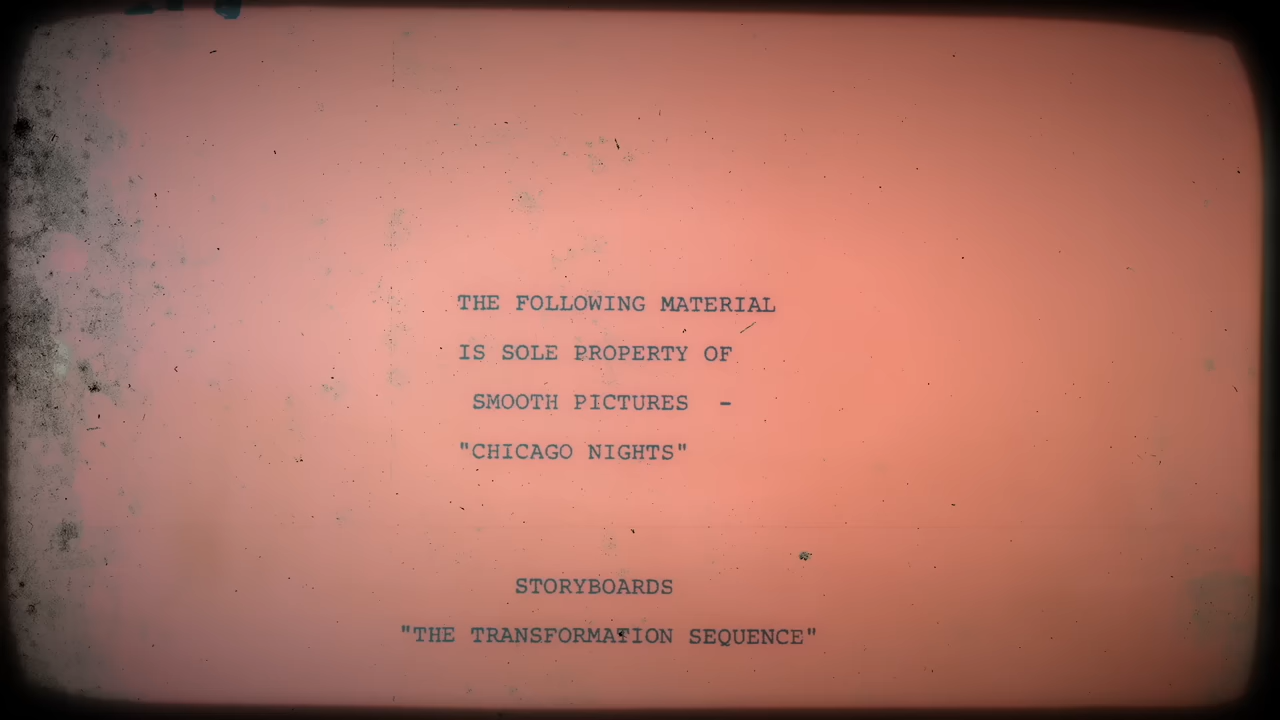 THE FOLLOWING MATERIAL
IS SOLE PROPERTY OF
SMOOTH PICTURES -
"CHICAGO NIGHTS"
STORYBOARDS
"THE TRANSFORMATION SEQUENCE"